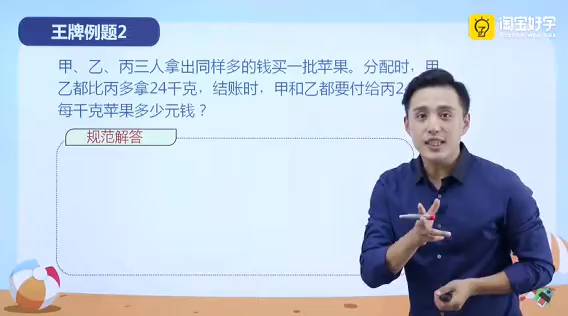 王牌例题2
淘宝好学
甲、乙、丙三人拿出同样多的钱买一批苹果。分配时，甲
乙都比丙多拿24千克，结账时，甲和乙都要付给丙2
每千克苹果多少元钱？
规范解答